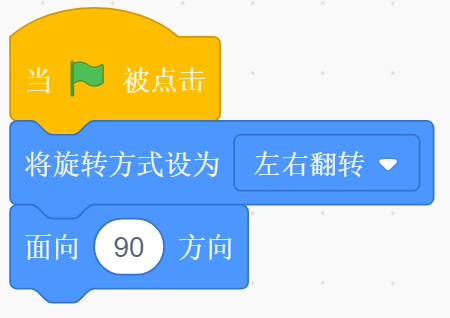 当 被点击
将旋转方式设为 左右翻转
面向 90 方向